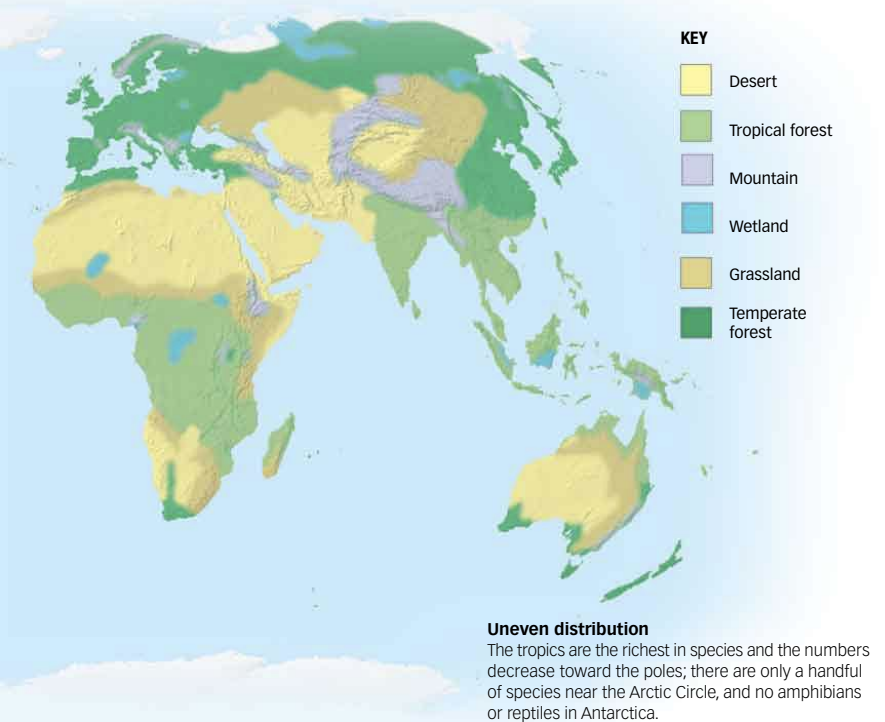 KEY
Desert
Tropical forest
Mountain
Wetland
Grassland
Temperate
forest
Uneven distribution
The tropics are the richest in species and the numbers
decrease toward the poles; there are only a handful
of species near the Arctic Circle, and no amphibians
or reptiles in Antarctica.